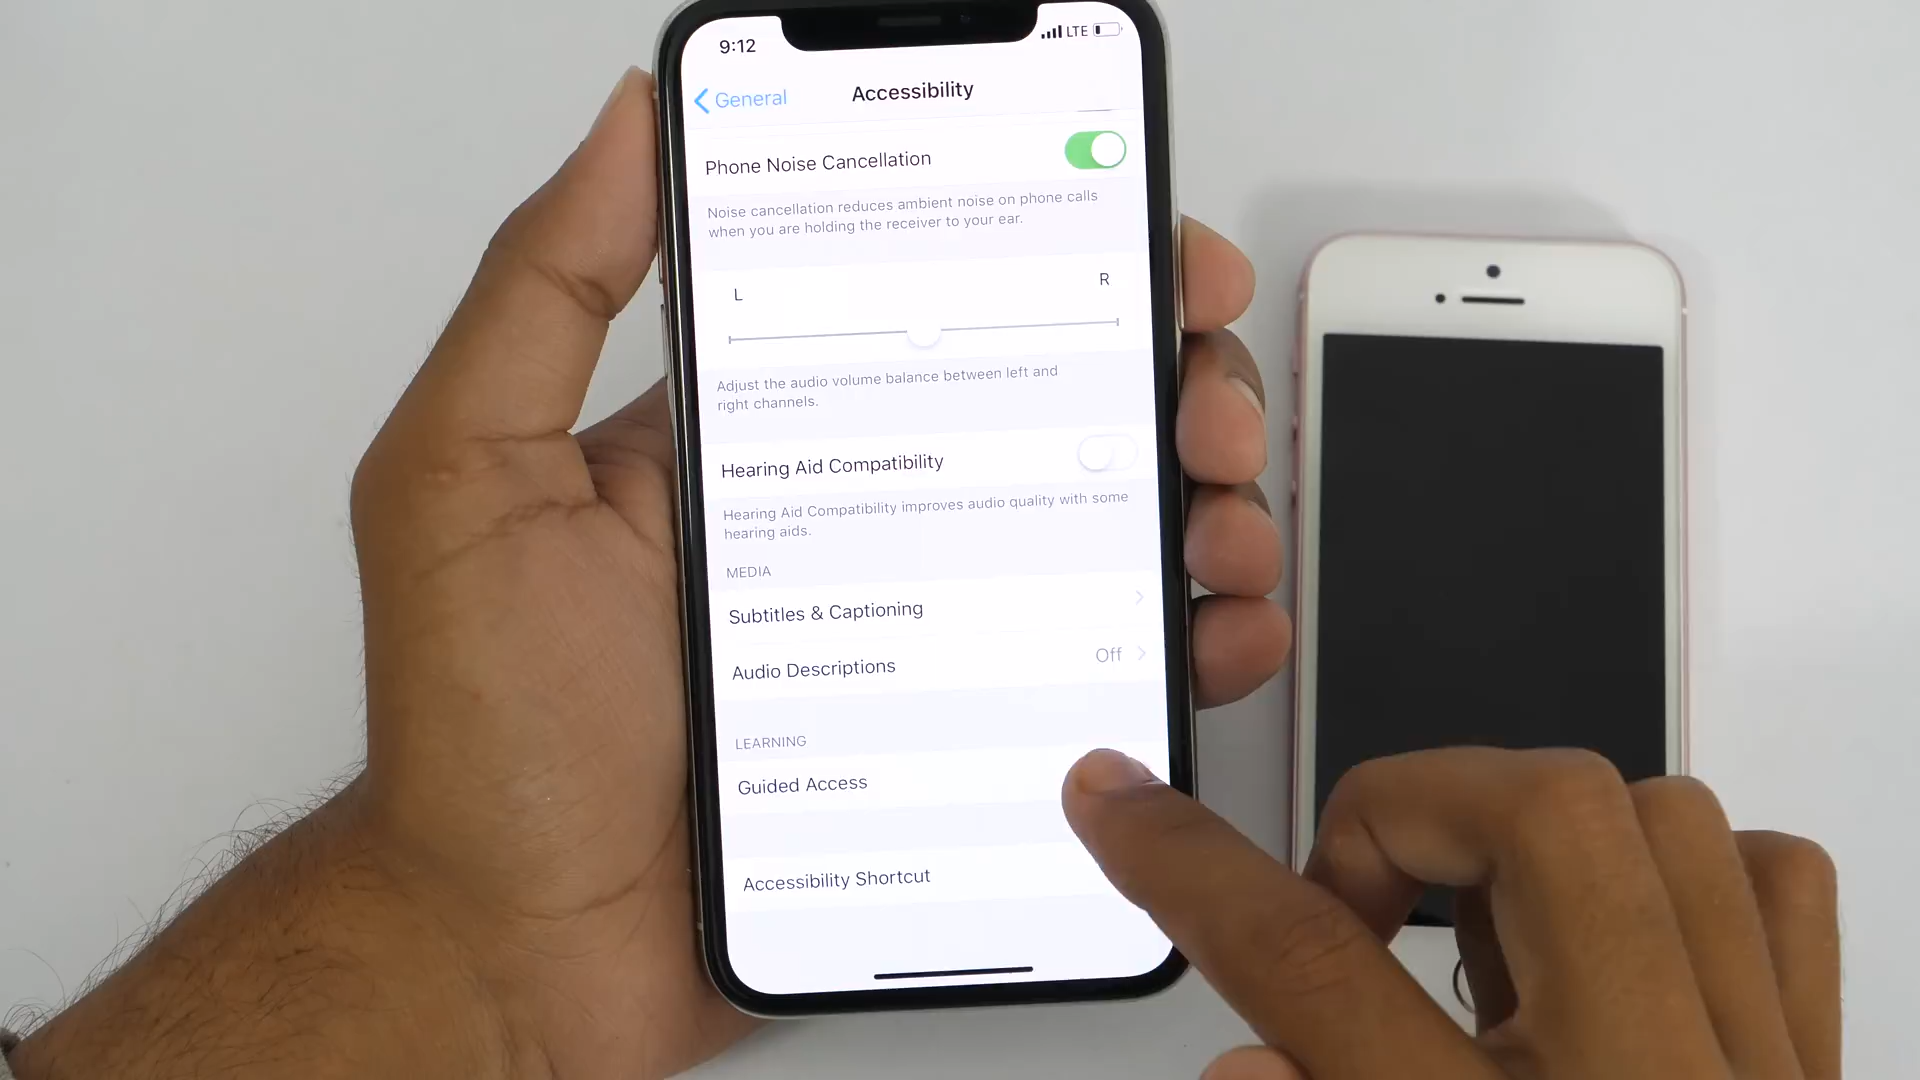 9:12
LTE
General
Accessibility
Phone Noise Cancellation
Noise cancellation reduces ambient noise on phone calls
when you are holding the receiver to your ear.
L
R
Adjust the audio volume balance between left and
right channels.
Hearing Aid Compatibility
Hearing Aid Compatibility improves audio quality with some
hearing aids.
MEDIA
Subtitles & Captioning
Audio Descriptions
Off
LEARNING
Guided Access
Accessibility Shortcut